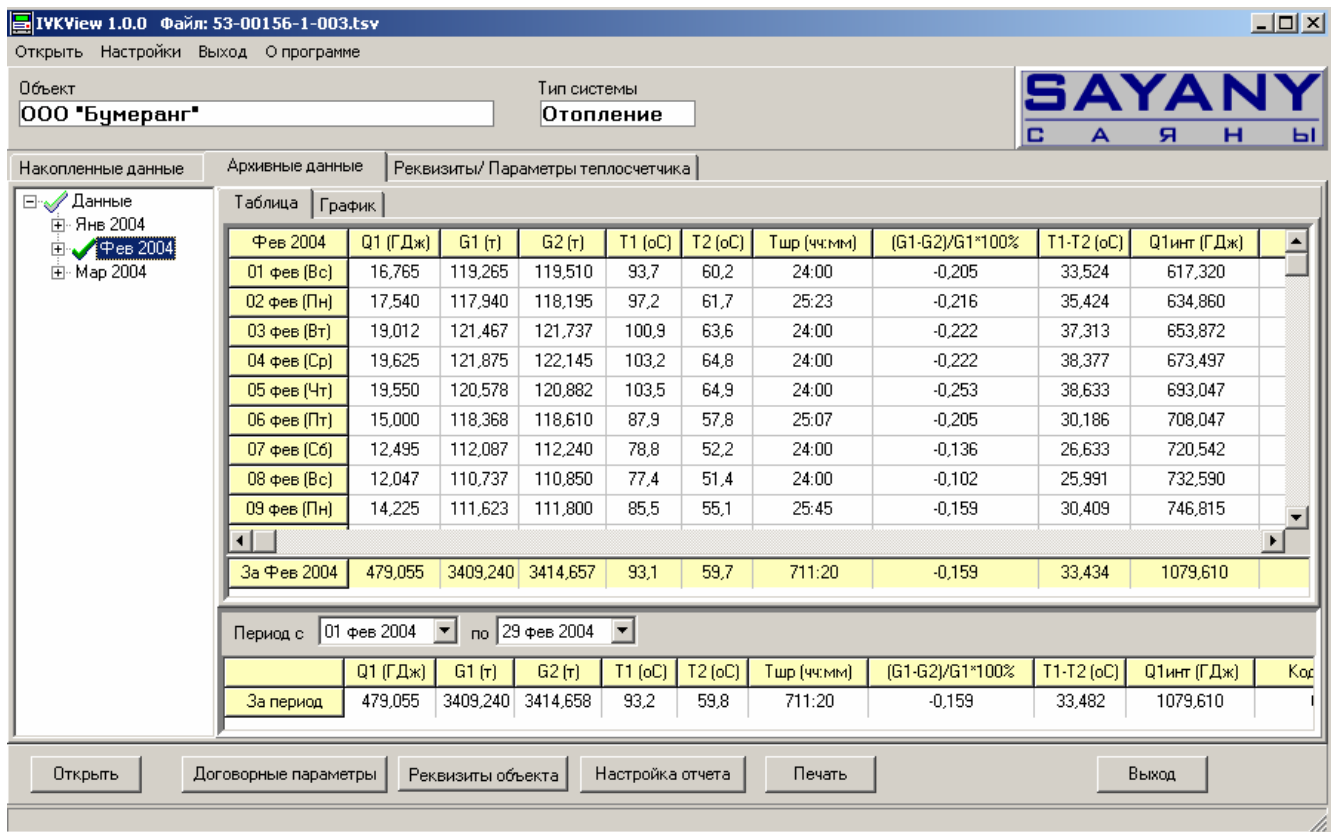 IVKView 1.0.0 Файл: 53-00156-1-003.tsv
Открыть Настройки Выход О программе
Объект Тип системы
ООО "Бумеранг" Отопление
SAYANY
САЯНЫ
Накопленные данные Архивные данные Реквизиты/ Параметры теплосчетчика
Данные
Янв 2004
Фев 2004
Мар 2004
Таблица График
Фев 2004 Q1 (ГДж) G1 (т) G2 (т) T1 (oC) T2 (oC) Тшр (чч:мм) (G1-G2)/G1*100% T1-T2 (oC) Q1инт (ГДж)
01 фев (Вс) 16,765 119,265 119,510 93,7 60,2 24:00 -0,205 33,524 617,320
02 фев (Пн) 17,540 117,940 118,195 97,2 61,7 25:23 -0,216 35,424 634,860
03 фев (Вт) 19,012 121,467 121,737 100,9 63,6 24:00 -0,222 37,313 653,872
04 фев (Ср) 19,625 121,875 122,145 103,2 64,8 24:00 -0,222 38,377 673,497
05 фев (Чт) 19,550 120,578 120,882 103,5 64,9 24:00 -0,253 38,633 693,047
06 фев (Пт) 15,000 118,368 118,610 87,9 57,8 25:07 -0,205 30,186 708,047
07 фев (Сб) 12,495 112,087 112,240 78,8 52,2 24:00 -0,136 26,633 720,542
08 фев (Вс) 12,047 110,737 110,850 77,4 51,4 24:00 -0,102 25,991 732,590
09 фев (Пн) 14,225 111,623 111,800 85,5 55,1 25:45 -0,159 30,409 746,815
За Фев 2004 479,055 3409,240 3414,657 93,1 59,7 711:20 -0,159 33,434 1079,610
Период с 01 фев 2004 по 29 фев 2004
Q1 (ГДж) G1 (т) G2 (т) T1 (oC) T2 (oC) Тшр (чч:мм) (G1-G2)/G1*100% T1-T2 (oC) Q1инт (ГДж)
За период 479,055 3409,240 3414,658 93,2 59,8 711:20 -0,159 33,482 1079,610
Открыть Договорные параметры Реквизиты объекта Настройка отчета Печать Выход